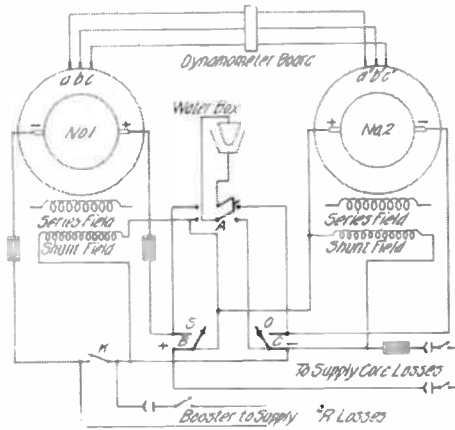 Dynamometer Board
a b c
a' b' c'
Water Box
No.1
No.2
− +
+ −
A
Series Field
Shunt Field
Series Field
Shunt Field
S
B
+
O
C
−
K
To Supply Core Losses
Booster to Supply I²R Losses